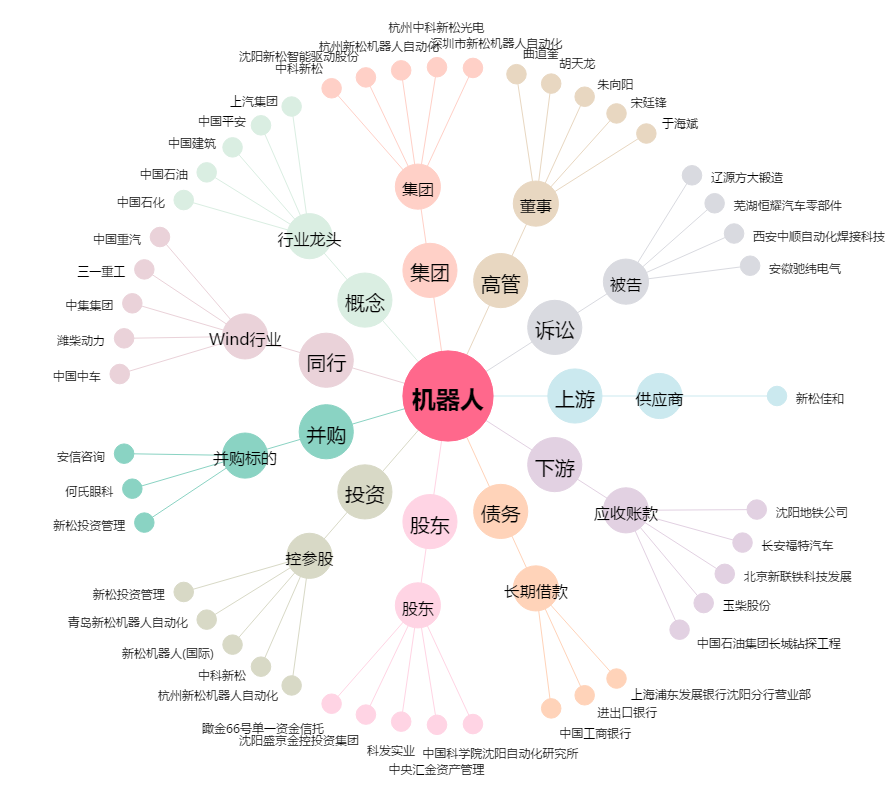 杭州中科新松光电
杭州新松机器人自动化
深圳市新松机器人自动化
沈阳新松智能驱动股份
中科新松
曲道奎
胡天龙
朱向阳
宋廷锋
于海斌
上汽集团
中国平安
中国建筑
中国石油
中国石化
集团
董事
辽源方大锻造
芜湖恒耀汽车零部件
西安中顺自动化焊接科技
安徽驰纬电气
行业龙头
集团
高管
被告
中国重汽
三一重工
中集集团
潍柴动力
中国中车
概念
诉讼
Wind行业
同行
机器人
上游
供应商
新松佳和
并购
并购标的
安信咨询
何氏眼科
新松投资管理
下游
应收账款
沈阳地铁公司
长安福特汽车
北京新联铁科技发展
玉柴股份
中国石油集团长城钻探工程
投资
股东
债务
控参股
股东
长期借款
新松投资管理
青岛新松机器人自动化
新松机器人(国际)
中科新松
杭州新松机器人自动化
瞰金66号单一资金信托
沈阳盛京金控投资集团
科发实业
中央汇金资产管理
中国科学院沈阳自动化研究所
上海浦东发展银行沈阳分行营业部
进出口银行
中国工商银行